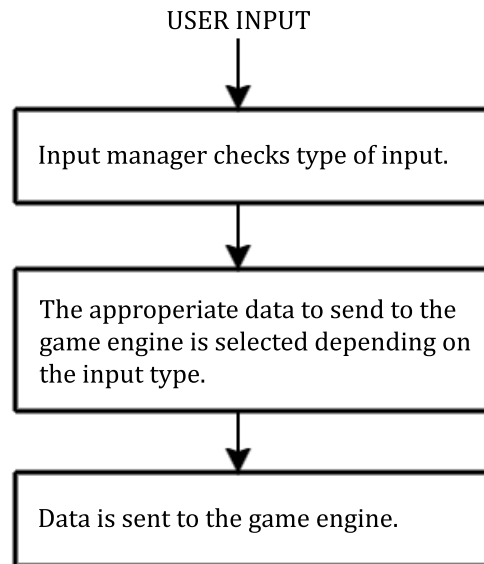 USER INPUT
Input manager checks type of input.
The approperiate data to send to the
game engine is selected depending on
the input type.
Data is sent to the game engine.